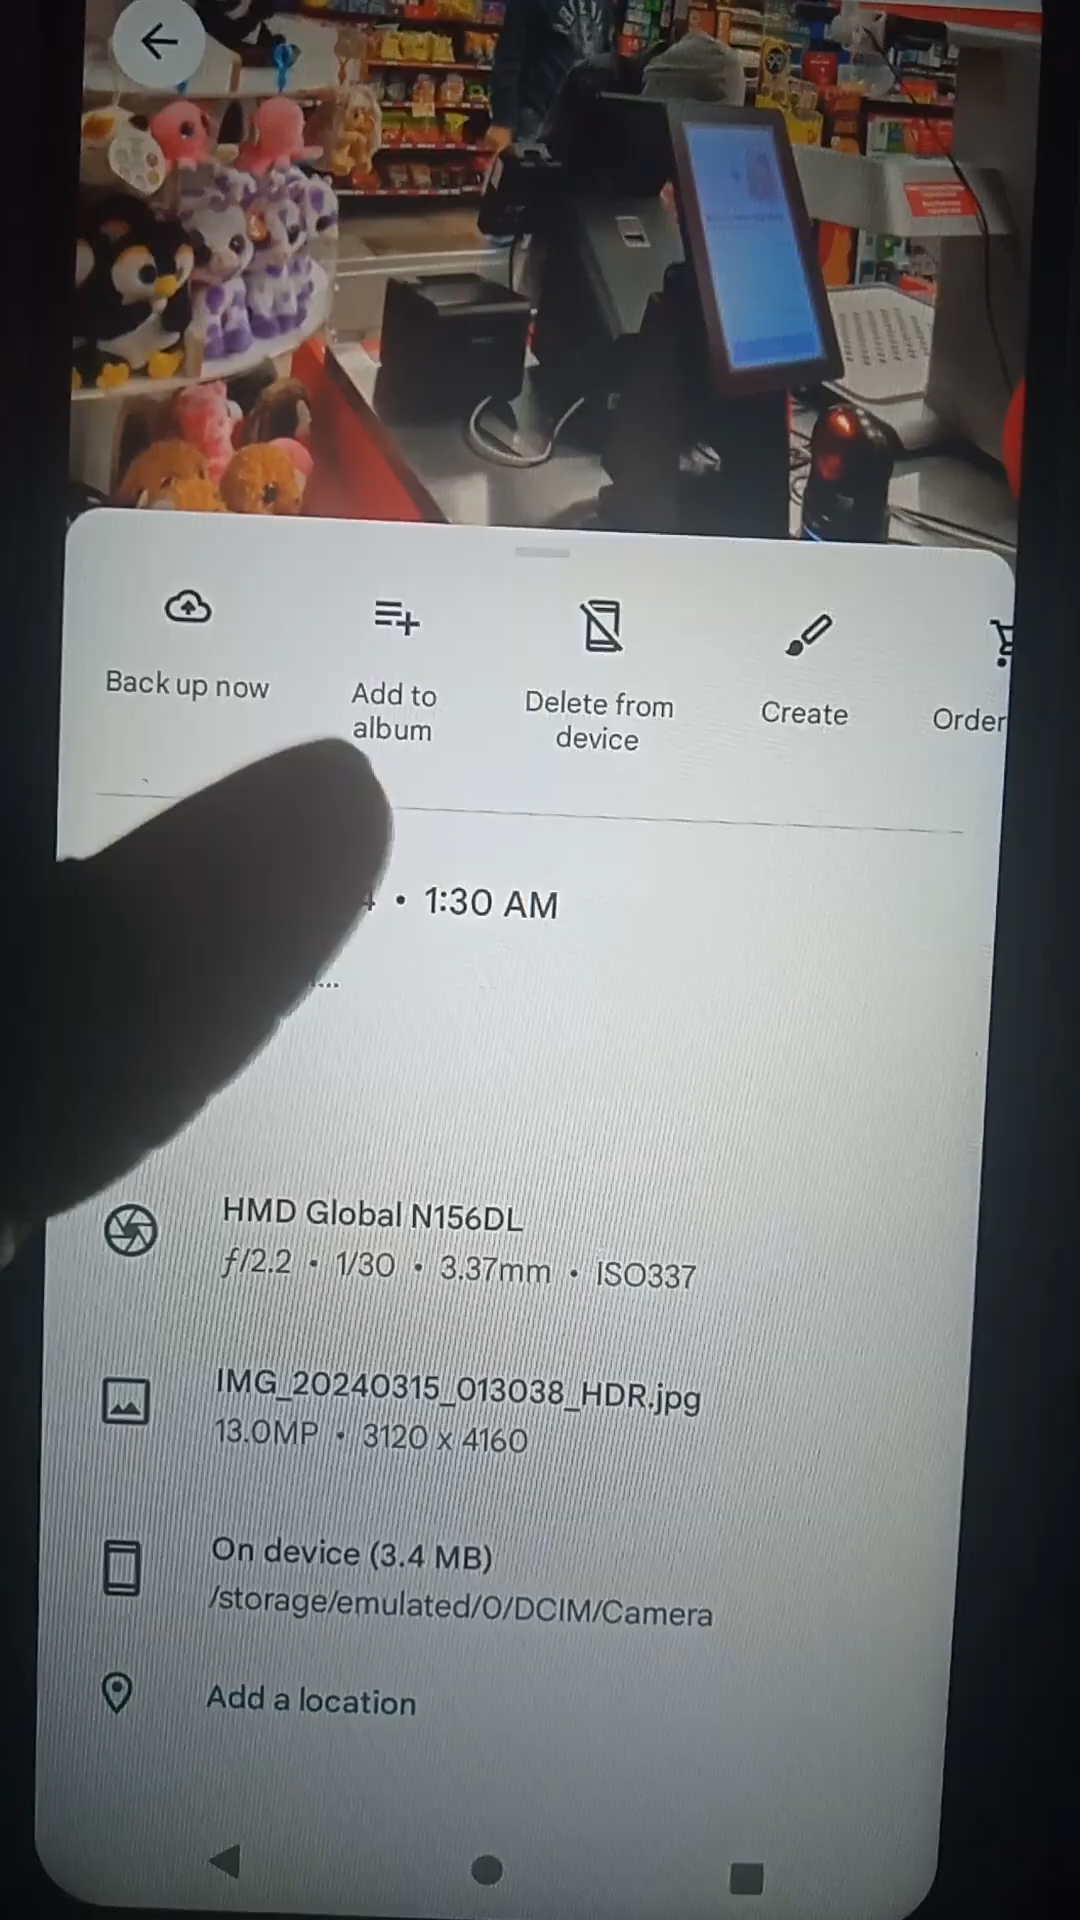 Back up now
Add to album
Delete from device
Create
Order
4 • 1:30 AM
...
HMD Global N156DL
ƒ/2.2 • 1/30 • 3.37mm • ISO337
IMG_20240315_013038_HDR.jpg
13.0MP • 3120 x 4160
On device (3.4 MB)
/storage/emulated/0/DCIM/Camera
Add a location